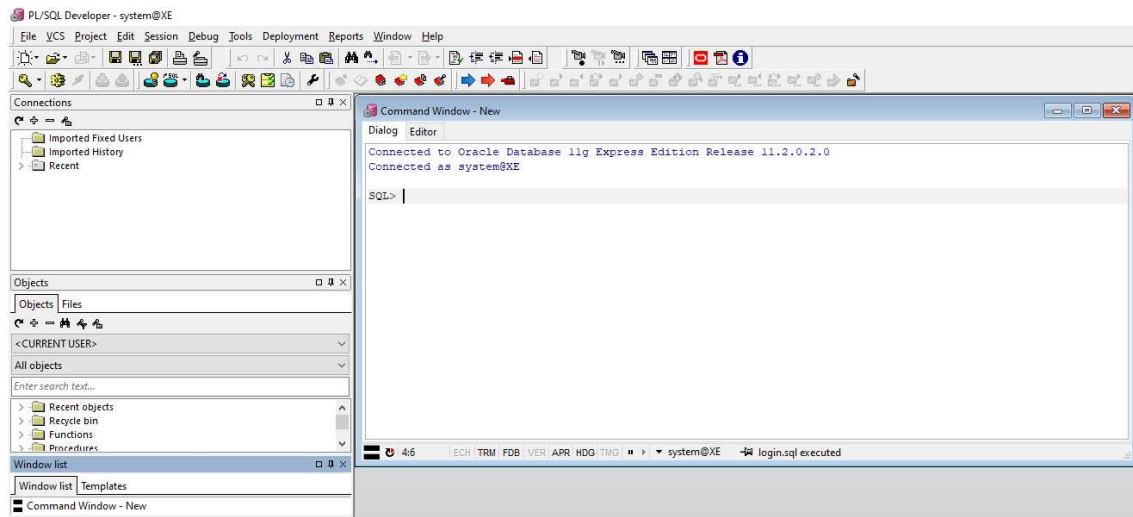 PL/SQL Developer - system@XE
File VCS Project Edit Session Debug Tools Deployment Reports Window Help
Connections
Imported Fixed Users
Imported History
Recent
Objects
Objects Files
<CURRENT USER>
All objects
Enter search text...
Recent objects
Recycle bin
Functions
Procedures
Window list
Window list Templates
Command Window - New
Command Window - New
Dialog Editor
Connected to Oracle Database 11g Express Edition Release 11.2.0.2.0
Connected as system@XE
SQL>
4:6 ECH TRM FDB VER APR HDG TMG system@XE login.sql executed